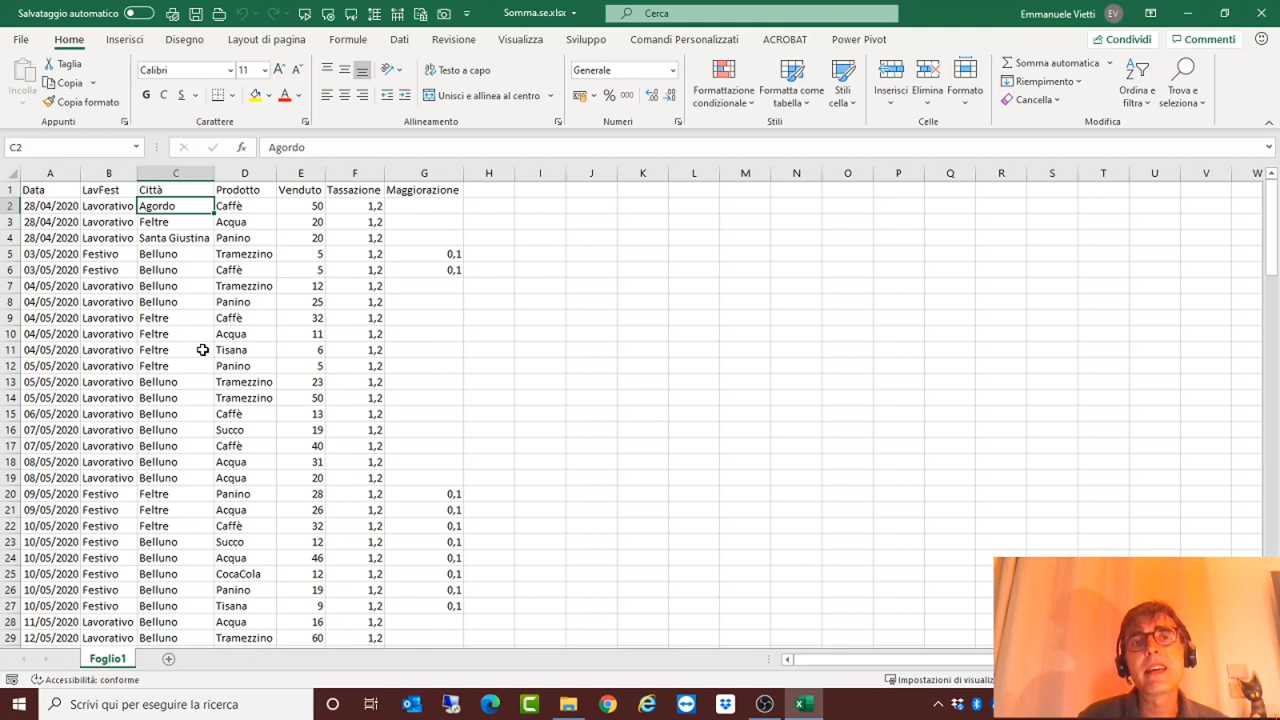 Salvataggio automatico Somma.se.xlsx Cerca Emmanuele Vietti EV
File Home Inserisci Disegno Layout di pagina Formule Dati Revisione Visualizza Sviluppo Comandi Personalizzati ACROBAT Power Pivot Condividi Commenti
Incolla Taglia Copia Copia formato Appunti
Calibri 11 G C S Carattere
Testo a capo Unisci e allinea al centro Allineamento
Generale % 000 Numeri
Formattazione condizionale Formatta come tabella Stili cella Stili
Inserisci Elimina Formato Celle
Somma automatica Riempimento Cancella Ordina e filtra Trova e seleziona Modifica
C2 fx Agordo
A B C D E F G H I J K L M N O P Q R S T U V W
1 Data LavFest Città Prodotto Venduto Tassazione Maggiorazione
2 28/04/2020 Lavorativo Agordo Caffè 50 1,2
3 28/04/2020 Lavorativo Feltre Acqua 20 1,2
4 28/04/2020 Lavorativo Santa Giustina Panino 20 1,2
5 03/05/2020 Festivo Belluno Tramezzino 5 1,2 0,1
6 03/05/2020 Festivo Belluno Caffè 5 1,2 0,1
7 04/05/2020 Lavorativo Belluno Tramezzino 12 1,2
8 04/05/2020 Lavorativo Belluno Panino 25 1,2
9 04/05/2020 Lavorativo Feltre Caffè 32 1,2
10 04/05/2020 Lavorativo Feltre Acqua 11 1,2
11 04/05/2020 Lavorativo Feltre Tisana 6 1,2
12 05/05/2020 Lavorativo Feltre Panino 5 1,2
13 05/05/2020 Lavorativo Belluno Tramezzino 23 1,2
14 05/05/2020 Lavorativo Belluno Tramezzino 50 1,2
15 06/05/2020 Lavorativo Belluno Caffè 13 1,2
16 07/05/2020 Lavorativo Belluno Succo 19 1,2
17 07/05/2020 Lavorativo Belluno Caffè 40 1,2
18 08/05/2020 Lavorativo Belluno Acqua 31 1,2
19 08/05/2020 Lavorativo Belluno Acqua 20 1,2
20 09/05/2020 Festivo Feltre Panino 28 1,2 0,1
21 09/05/2020 Festivo Feltre Acqua 26 1,2 0,1
22 10/05/2020 Festivo Feltre Caffè 32 1,2 0,1
23 10/05/2020 Festivo Belluno Succo 12 1,2 0,1
24 10/05/2020 Festivo Belluno Acqua 46 1,2 0,1
25 10/05/2020 Festivo Belluno CocaCola 12 1,2 0,1
26 10/05/2020 Festivo Belluno Panino 19 1,2 0,1
27 10/05/2020 Festivo Belluno Tisana 9 1,2 0,1
28 11/05/2020 Lavorativo Belluno Acqua 16 1,2
29 12/05/2020 Lavorativo Belluno Tramezzino 60 1,2
Foglio1
Accessibilità: conforme Impostazioni di visualiz
Scrivi qui per eseguire la ricerca